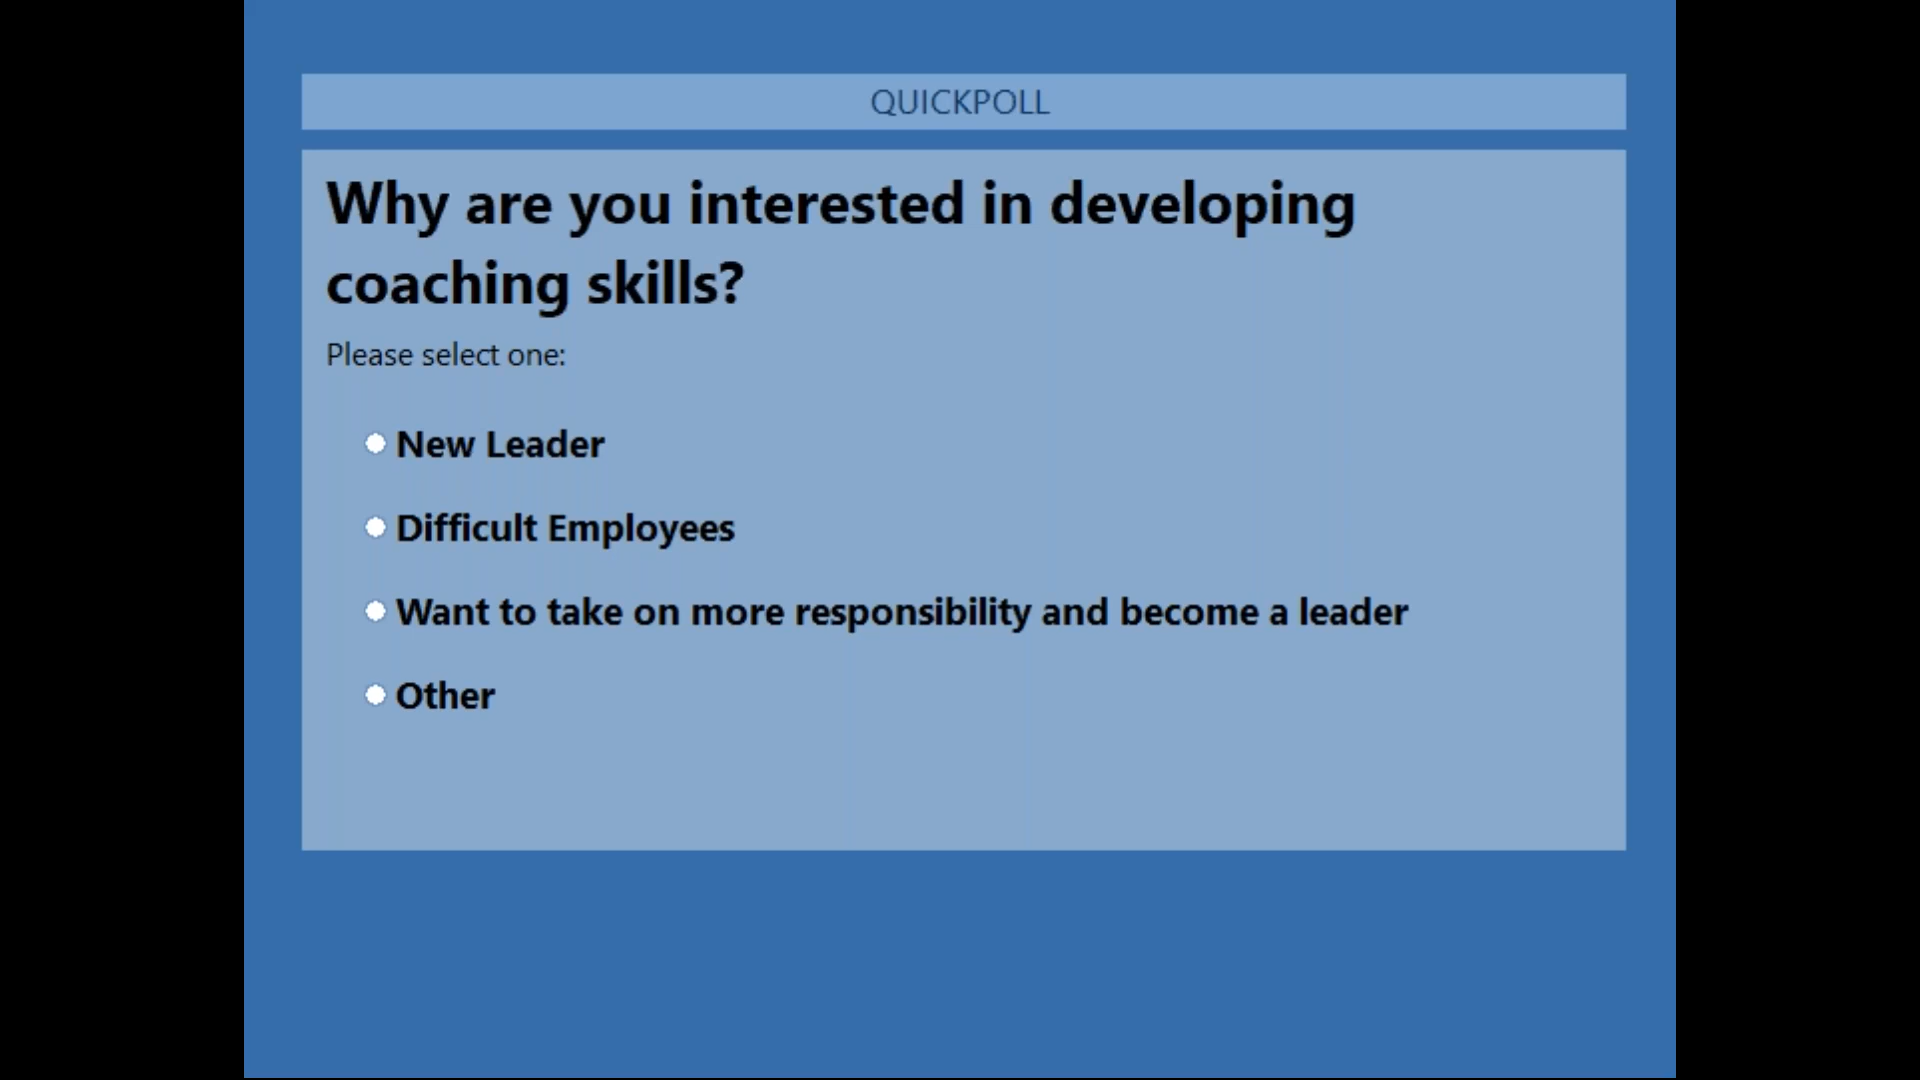 QUICKPOLL
Why are you interested in developing
coaching skills?
Please select one:
New Leader
Difficult Employees
Want to take on more responsibility and become a leader
Other